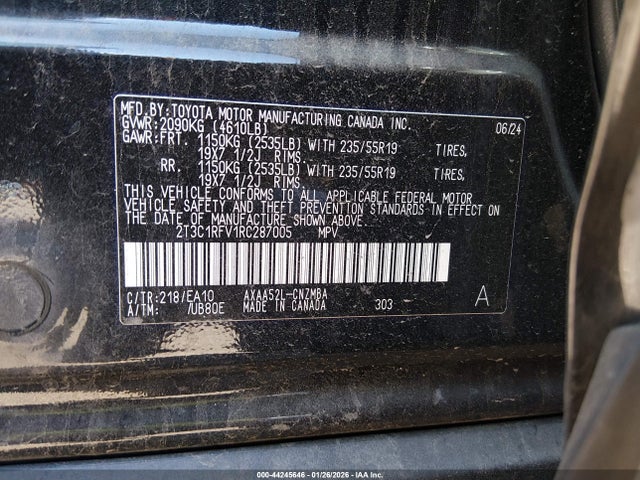 MFD.BY:TOYOTA MOTOR MANUFACTURING CANADA INC. 06/24
GVWR:2090KG (4610LB)
GAWR:FRT. 1150KG (2535LB) WITH 235/55R19 TIRES,
19X7 1/2J RIMS,
RR. 1150KG (2535LB) WITH 235/55R19 TIRES,
19X7 1/2J RIMS,
THIS VEHICLE CONFORMS TO ALL APPLICABLE FEDERAL MOTOR
VEHICLE SAFETY AND THEFT PREVENTION STANDARDS IN EFFECT ON
THE DATE OF MANUFACTURE SHOWN ABOVE.
2T3C1RFV1RC287005 MPV
C/TR:218/EA10 AXAA52L-CNZMBA
A/TM: /UB80E MADE IN CANADA 303 A
000-44245646 - 01/26/2026 - IAA Inc.